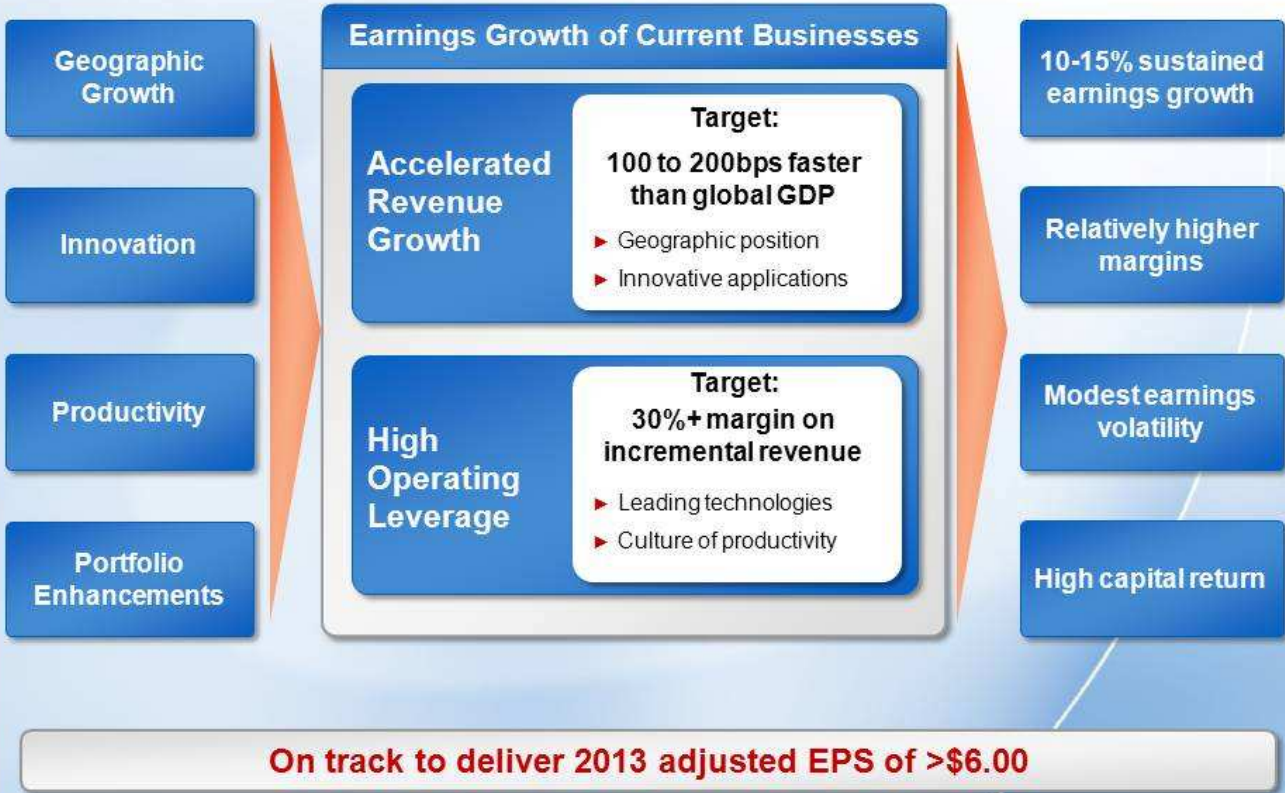 Geographic
Growth
Innovation
Productivity
Portfolio
Enhancements
Earnings Growth of Current Businesses
Accelerated
Revenue
Growth
Target:
100 to 200bps faster
than global GDP
► Geographic position
► Innovative applications
High
Operating
Leverage
Target:
30%+ margin on
incremental revenue
► Leading technologies
► Culture of productivity
10-15% sustained
earnings growth
Relatively higher
margins
Modest earnings
volatility
High capital return
On track to deliver 2013 adjusted EPS of >$6.00